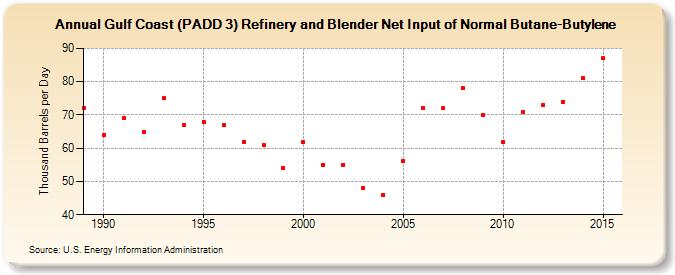 Annual Gulf Coast (PADD 3) Refinery and Blender Net Input of Normal Butane-Butylene
Thousand Barrels per Day
90
80
70
60
50
40
1990 1995 2000 2005 2010 2015
Source: U.S. Energy Information Administration